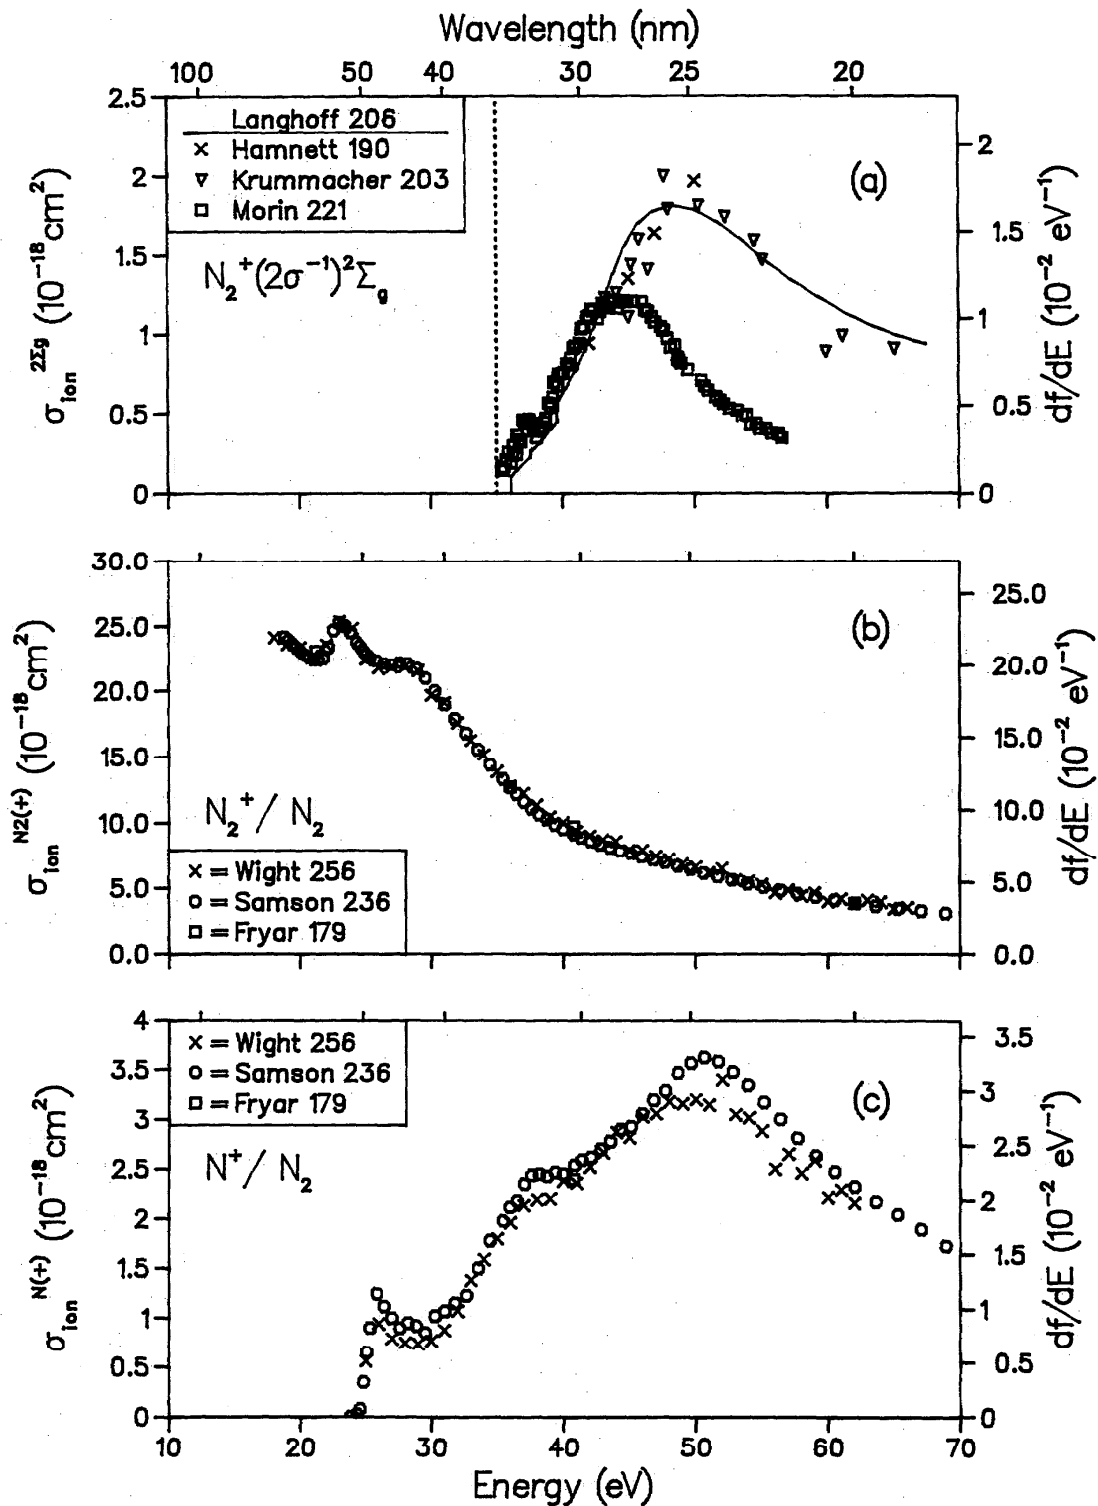 Wavelength (nm)
100 50 40 30 25 20
2.5
2
1.5
1
0.5
0
σ_ion^2Σg (10⁻¹⁸cm²)
Langhoff 206
× Hamnett 190
▽ Krummacher 203
□ Morin 221
N₂⁺(2σ⁻¹)²Σ_g
(a)
2
1.5
1
0.5
0
df/dE (10⁻² eV⁻¹)
30.0
25.0
20.0
15.0
10.0
5.0
0.0
σ_ion^N2(+) (10⁻¹⁸cm²)
(b)
N₂⁺/ N₂
× = Wight 256
o = Samson 236
□ = Fryar 179
25.0
20.0
15.0
10.0
5.0
0.0
df/dE (10⁻² eV⁻¹)
4
3.5
3
2.5
2
1.5
1
0.5
0
σ_ion^N(+) (10⁻¹⁸cm²)
× = Wight 256
o = Samson 236
□ = Fryar 179
N⁺/ N₂
(c)
3.5
3
2.5
2
1.5
1
0.5
0
df/dE (10⁻² eV⁻¹)
10 20 30 40 50 60 70
Energy (eV)